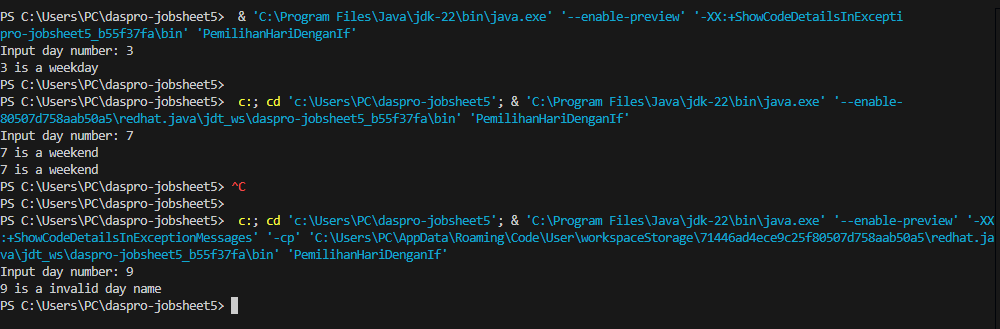 PS C:\Users\PC\daspro-jobsheet5>  & 'C:\Program Files\Java\jdk-22\bin\java.exe' '--enable-preview' '-XX:+ShowCodeDetailsInExcepti
pro-jobsheet5_b55f37fa\bin' 'PemilihanHariDenganIf'
Input day number: 3
3 is a weekday
PS C:\Users\PC\daspro-jobsheet5>
PS C:\Users\PC\daspro-jobsheet5>  c:; cd 'c:\Users\PC\daspro-jobsheet5'; & 'C:\Program Files\Java\jdk-22\bin\java.exe' '--enable-
80507d758aab50a5\redhat.java\jdt_ws\daspro-jobsheet5_b55f37fa\bin' 'PemilihanHariDenganIf'
Input day number: 7
7 is a weekend
7 is a weekend
PS C:\Users\PC\daspro-jobsheet5> ^C
PS C:\Users\PC\daspro-jobsheet5>
PS C:\Users\PC\daspro-jobsheet5>  c:; cd 'c:\Users\PC\daspro-jobsheet5'; & 'C:\Program Files\Java\jdk-22\bin\java.exe' '--enable-preview' '-XX
:+ShowCodeDetailsInExceptionMessages' '-cp' 'C:\Users\PC\AppData\Roaming\Code\User\workspaceStorage\71446ad4ece9c25f80507d758aab50a5\redhat.ja
va\jdt_ws\daspro-jobsheet5_b55f37fa\bin' 'PemilihanHariDenganIf'
Input day number: 9
9 is a invalid day name
PS C:\Users\PC\daspro-jobsheet5>